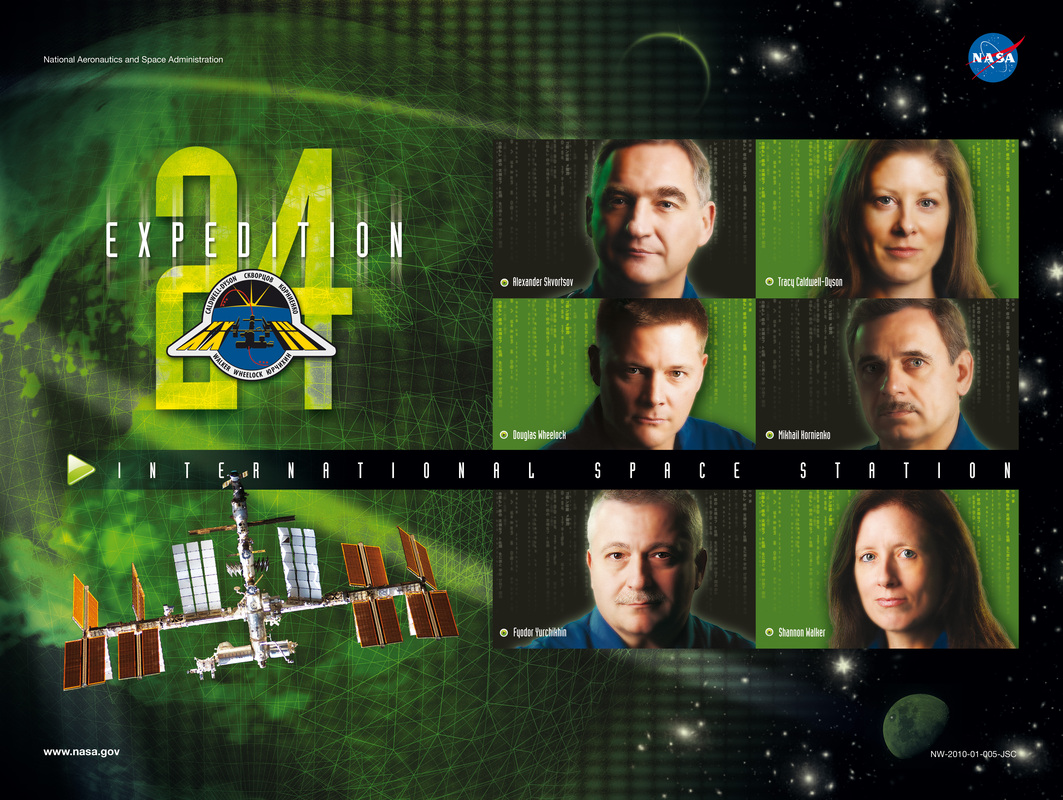 National Aeronautics and Space Administration
NASA
24
EXPEDITION
CALDWELL-DYSON СКВОРЦОВ КОРНИЕНКО
WALKER WHEELOCK ЮРЧИХИН
Alexander Skvortsov
Tracy Caldwell-Dyson
Douglas Wheelock
Mikhail Kornienko
INTERNATIONAL SPACE STATION
Fyodor Yurchikhin
Shannon Walker
www.nasa.gov
NW-2010-01-005-JSC